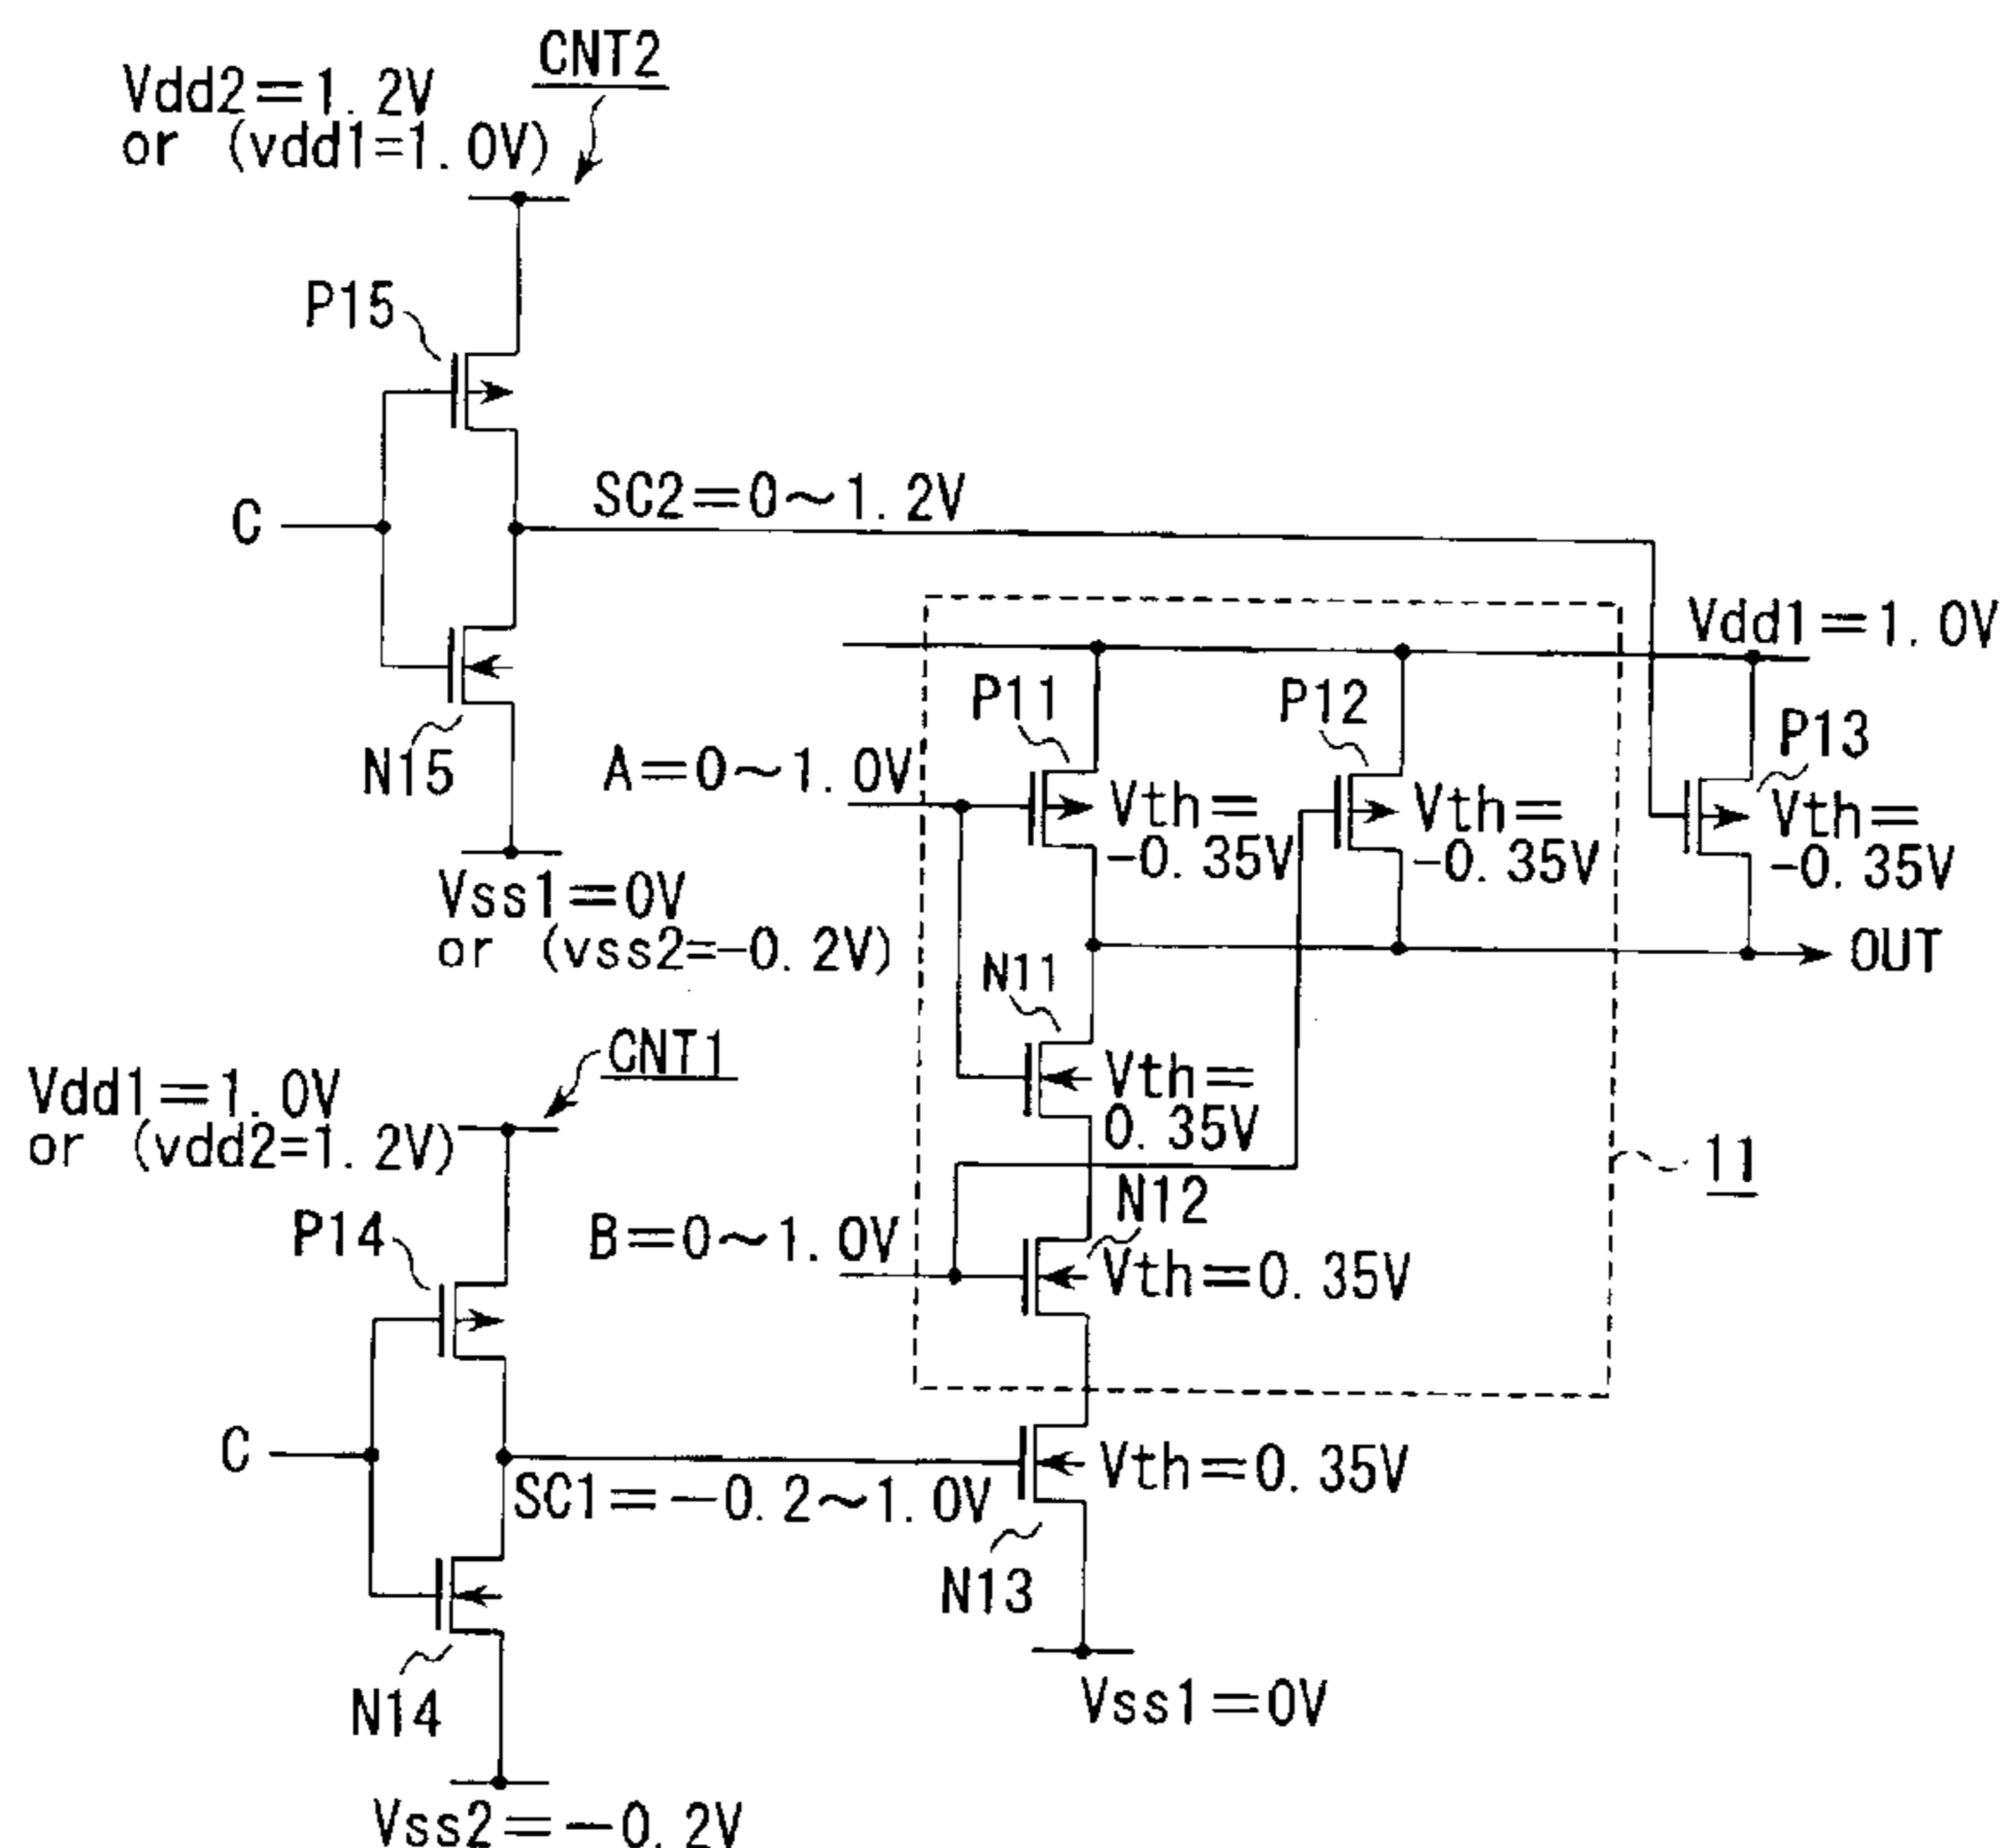 CNT2
Vdd2=1.2V
or (vdd1=1.0V)
P15
C
SC2=0~1.2V
N15
Vss1=0V
or (vss2=-0.2V)
Vdd1=1.0V
P11
P12
P13
A=0~1.0V
Vth=
-0.35V
Vth=
-0.35V
Vth=
-0.35V
OUT
N11
Vth=
0.35V
CNT1
Vdd1=1.0V
or (vdd2=1.2V)
11
P14
B=0~1.0V
N12
Vth=0.35V
C
SC1=-0.2~1.0V
Vth=0.35V
N13
N14
Vss1=0V
Vss2=-0.2V